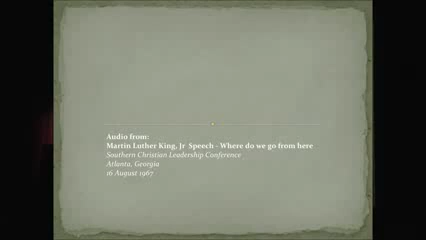 Audio from:
Martin Luther King, Jr Speech - Where do we go from here
Southern Christian Leadership Conference
Atlanta, Georgia
16 August 1967